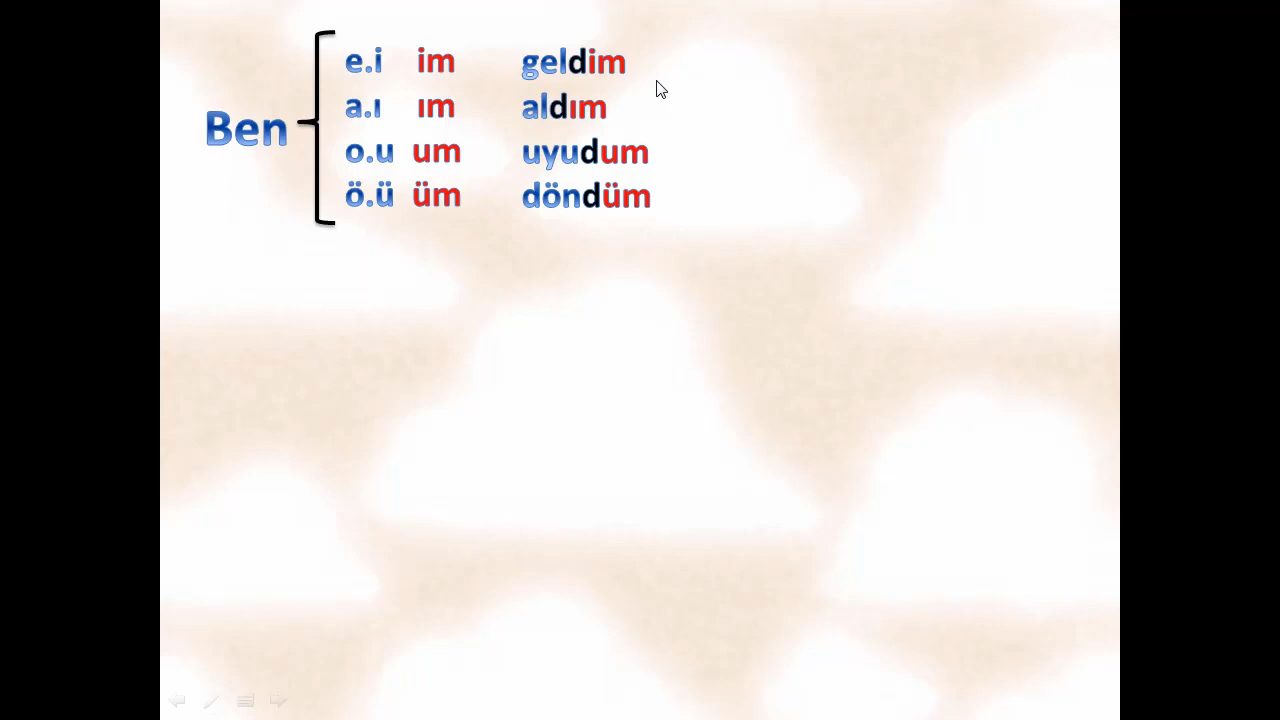 Ben
e.i im geldim
a.ı ım aldım
o.u um uyudum
ö.ü üm döndüm